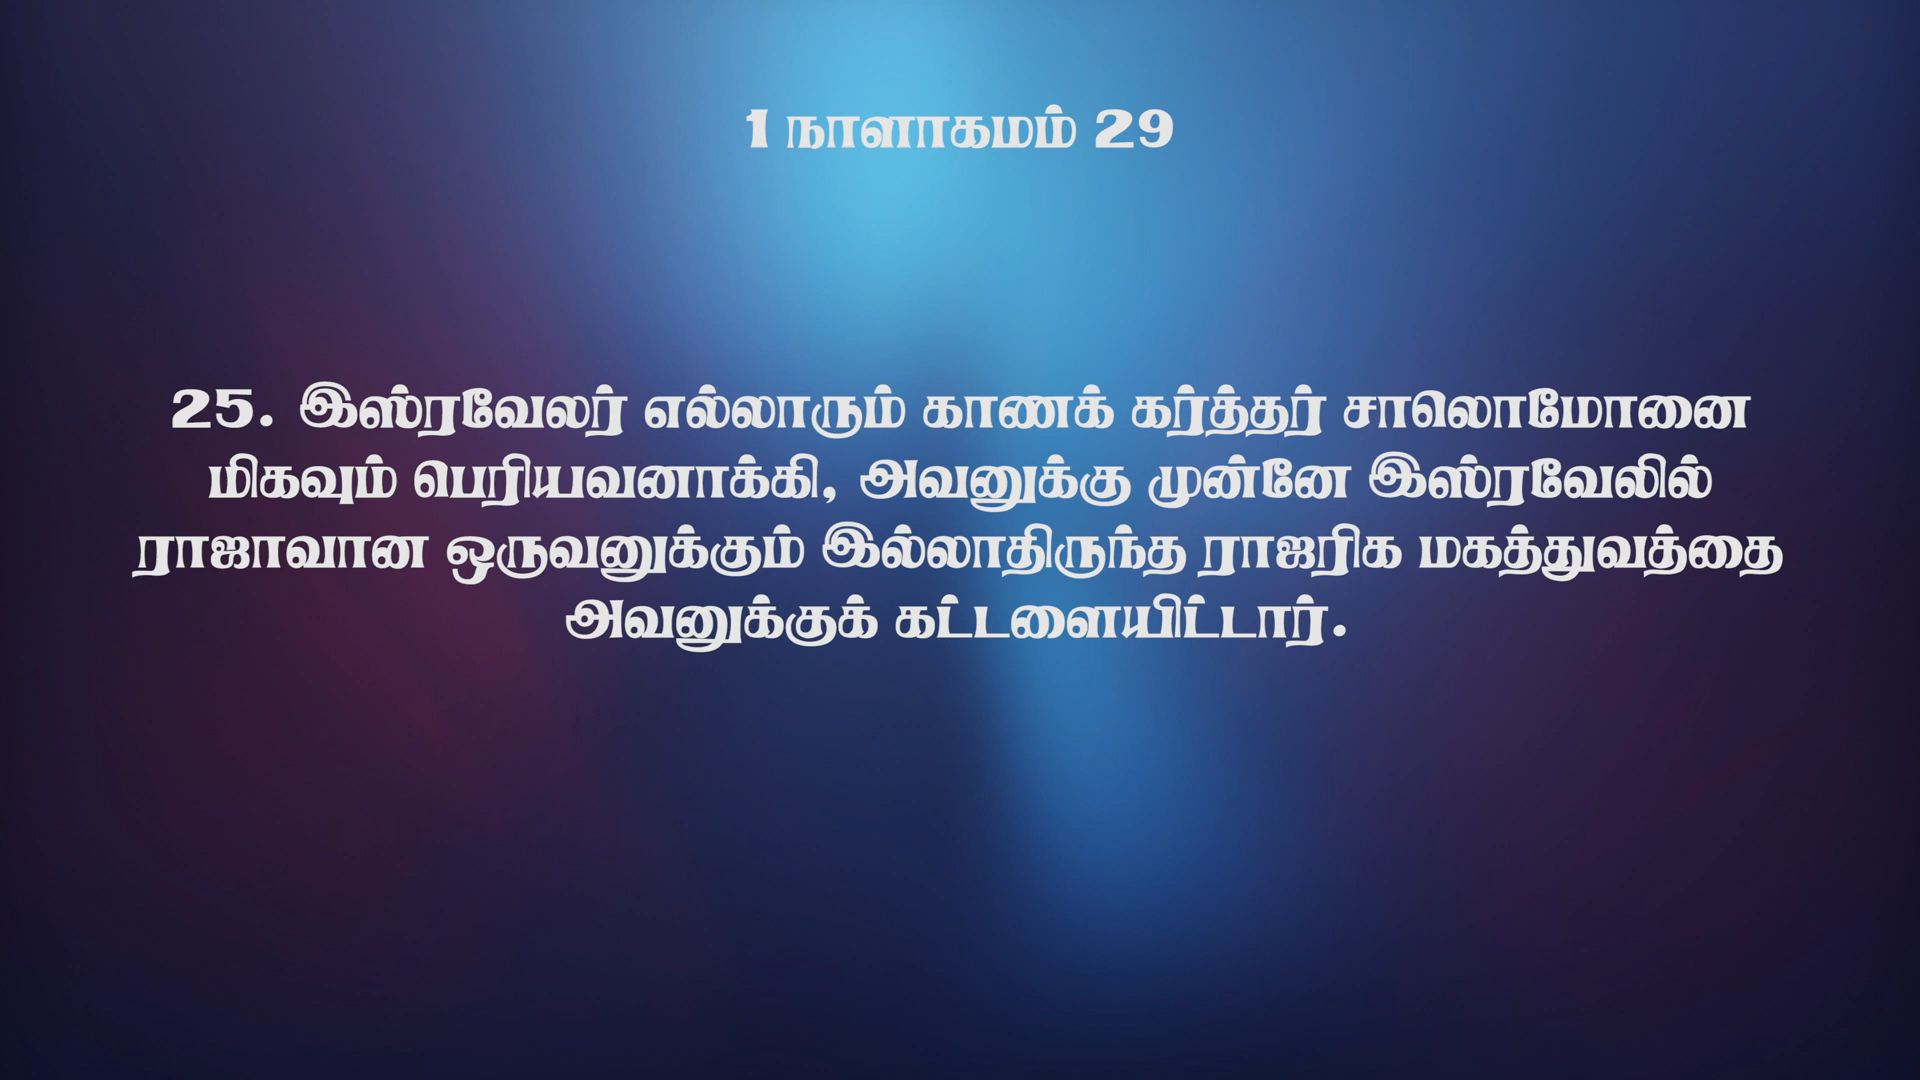 1 நாளாகமம் 29
25. இஸ்ரவேலர் எல்லாரும் காணக் கர்த்தர் சாலொமோனை
மிகவும் பெரியவனாக்கி, அவனுக்கு முன்னே இஸ்ரவேலில்
ராஜாவான ஒருவனுக்கும் இல்லாதிருந்த ராஜரிக மகத்துவத்தை
அவனுக்குக் கட்டளையிட்டார்.